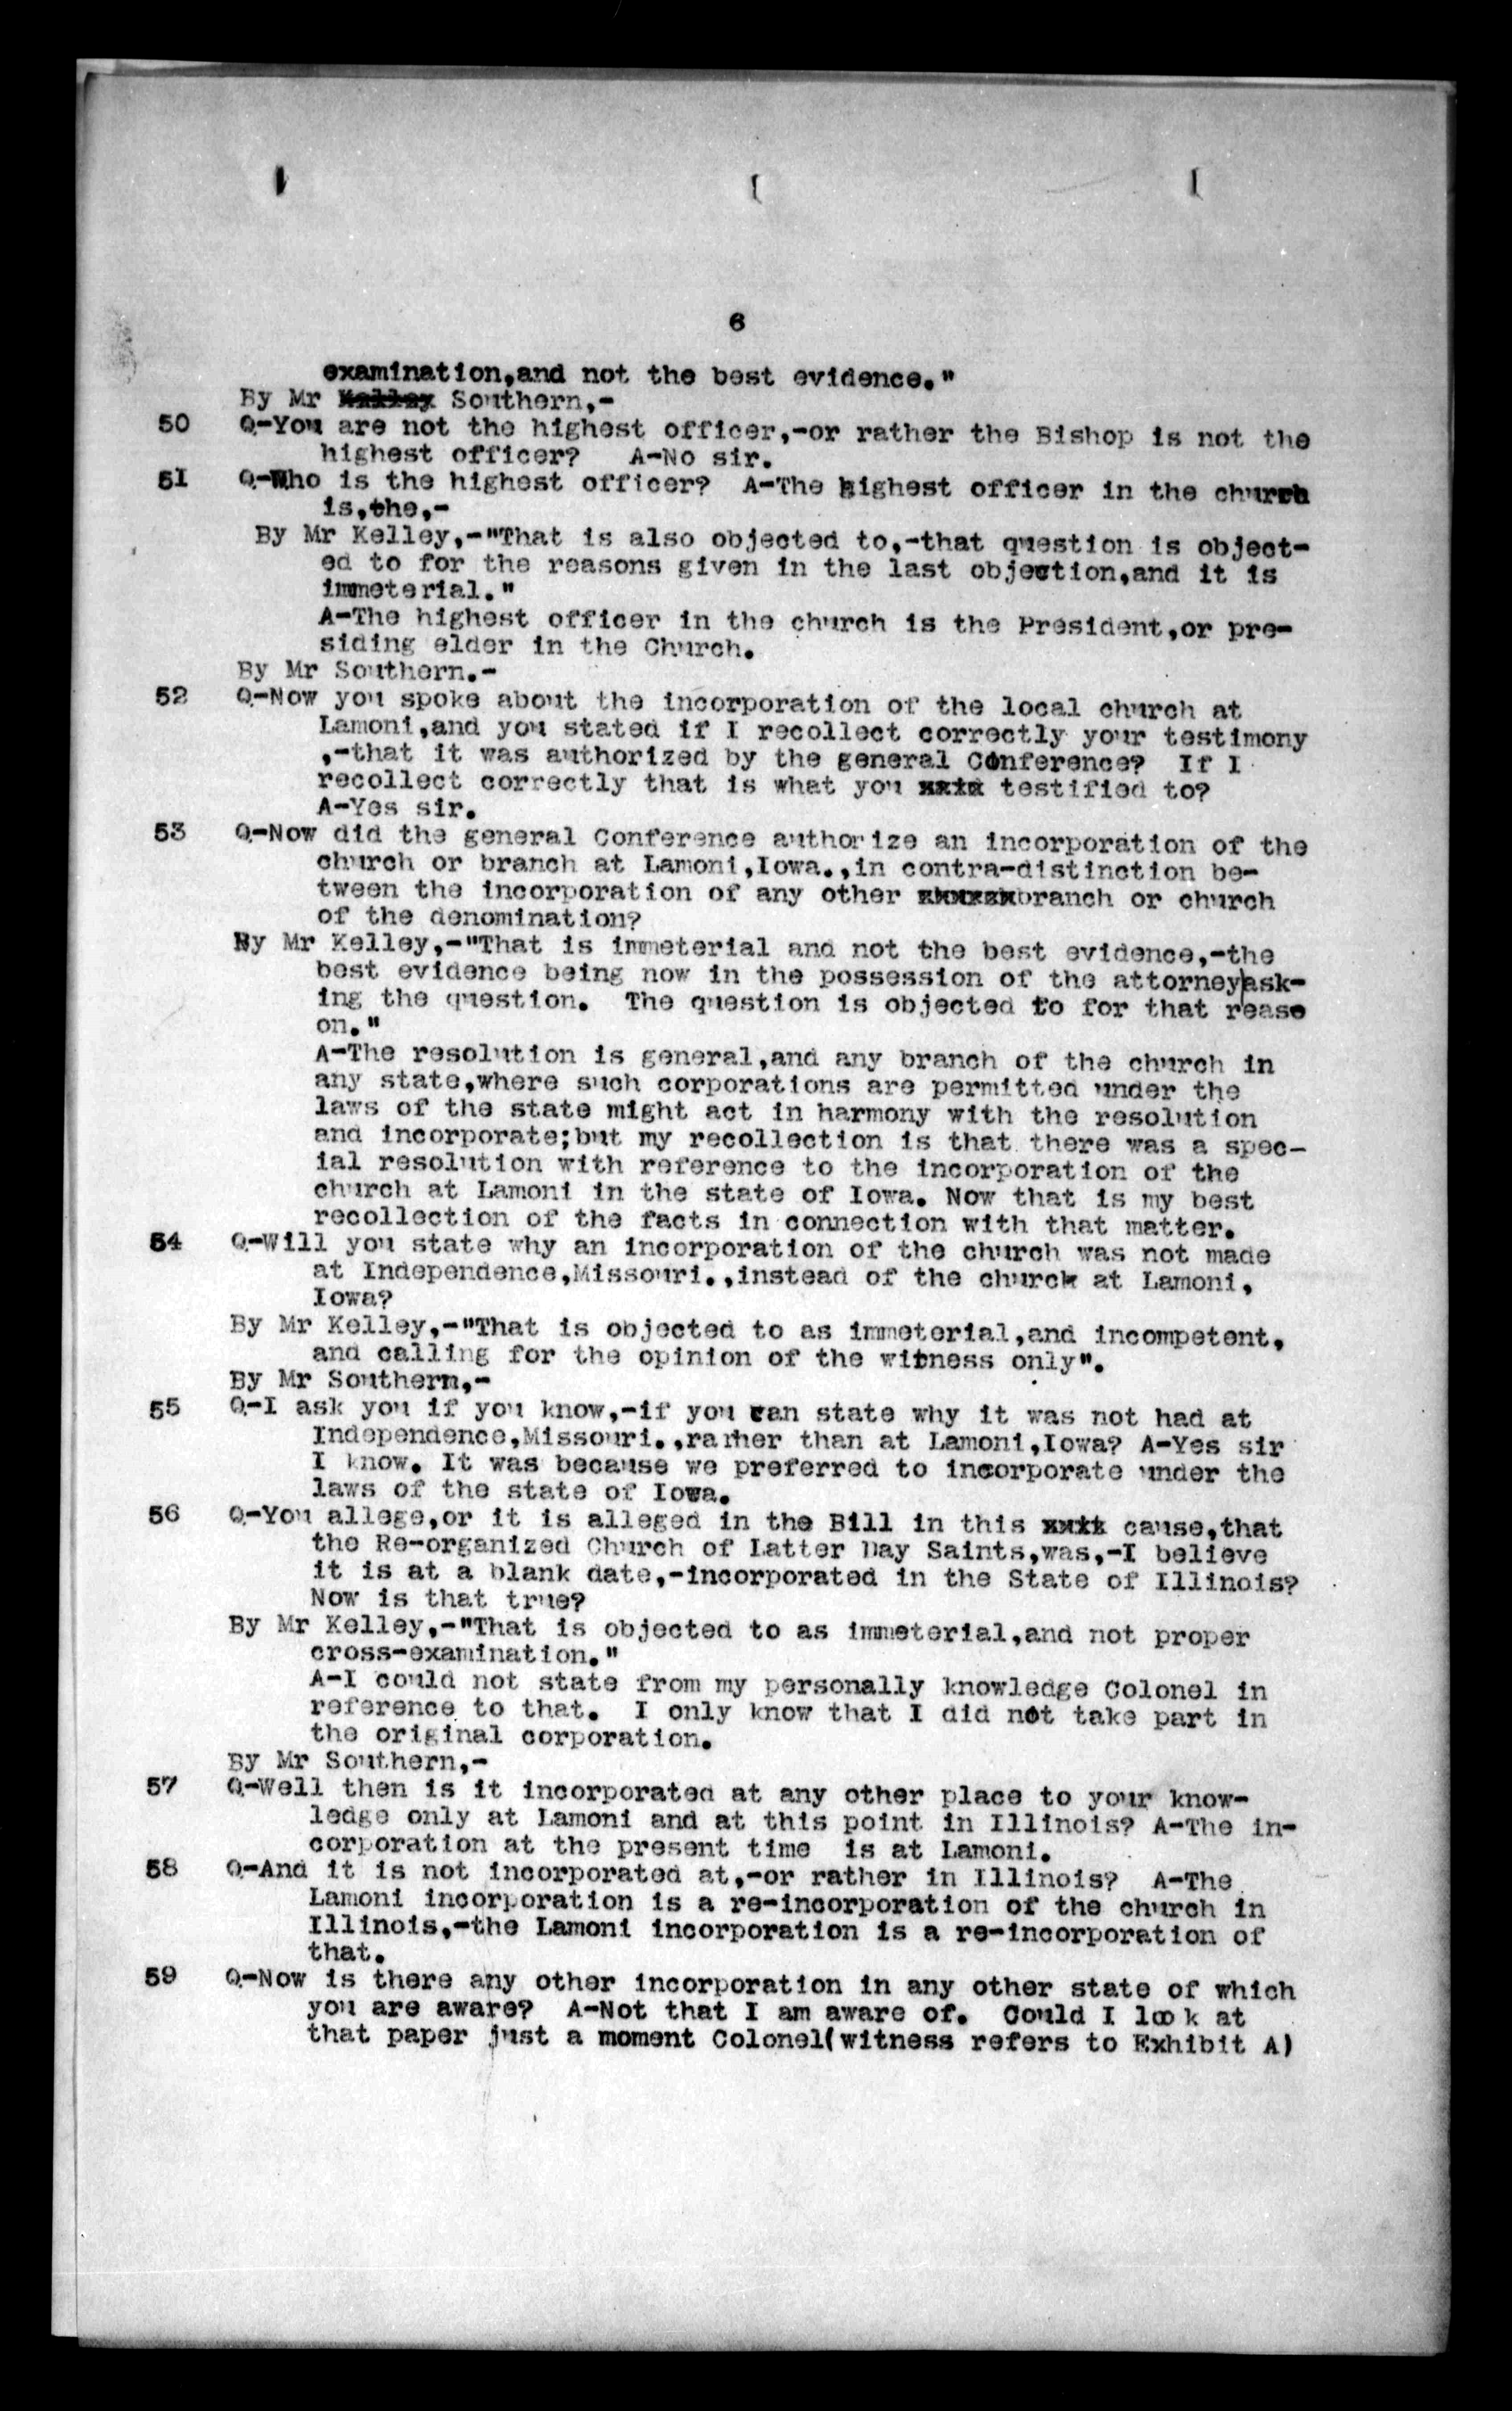 6
examination,and not the best evidence."
By Mr Southern,-
50 Q-You are not the highest officer,-or rather the Bishop is not the
highest officer? A-No sir.
51 Q-Who is the highest officer? A-The highest officer in the church
is,the,-
By Mr Kelley,-"That is also objected to,-that question is object-
ed to for the reasons given in the last objection,and it is
immeterial."
A-The highest officer in the church is the President,or pre-
siding elder in the Church.
By Mr Southern.-
52 Q-Now you spoke about the incorporation of the local church at
Lamoni,and you stated if I recollect correctly your testimony
,-that it was authorized by the general Conference? If I
recollect correctly that is what you testified to?
A-Yes sir.
53 Q-Now did the general Conference authorize an incorporation of the
church or branch at Lamoni,Iowa.,in contra-distinction be-
tween the incorporation of any other branch or church
of the denomination?
By Mr Kelley,-"That is immeterial and not the best evidence,-the
best evidence being now in the possession of the attorney ask-
ing the question. The question is objected to for that reaso
on."
A-The resolution is general,and any branch of the church in
any state,where such corporations are permitted under the
laws of the state might act in harmony with the resolution
and incorporate;but my recollection is that there was a spec-
ial resolution with reference to the incorporation of the
church at Lamoni in the state of Iowa. Now that is my best
recollection of the facts in connection with that matter.
54 Q-Will you state why an incorporation of the church was not made
at Independence,Missouri.,instead of the church at Lamoni,
Iowa?
By Mr Kelley,-"That is objected to as immeterial,and incompetent,
and calling for the opinion of the witness only".
By Mr Southern,-
55 Q-I ask you if you know,-if you can state why it was not had at
Independence,Missouri.,rather than at Lamoni,Iowa? A-Yes sir
I know. It was because we preferred to incorporate under the
laws of the state of Iowa.
56 Q-You allege,or it is alleged in the Bill in this cause,that
the Re-organized Church of Latter Day Saints,was,-I believe
it is at a blank date,-incorporated in the State of Illinois?
Now is that true?
By Mr Kelley,-"That is objected to as immeterial,and not proper
cross-examination."
A-I could not state from my personally knowledge Colonel in
reference to that. I only know that I did not take part in
the original corporation.
By Mr Southern,-
57 Q-Well then is it incorporated at any other place to your know-
ledge only at Lamoni and at this point in Illinois? A-The in-
corporation at the present time is at Lamoni.
58 Q-And it is not incorporated at,-or rather in Illinois? A-The
Lamoni incorporation is a re-incorporation of the church in
Illinois,-the Lamoni incorporation is a re-incorporation of
that.
59 Q-Now is there any other incorporation in any other state of which
you are aware? A-Not that I am aware of. Could I look at
that paper just a moment Colonel(witness refers to Exhibit A)